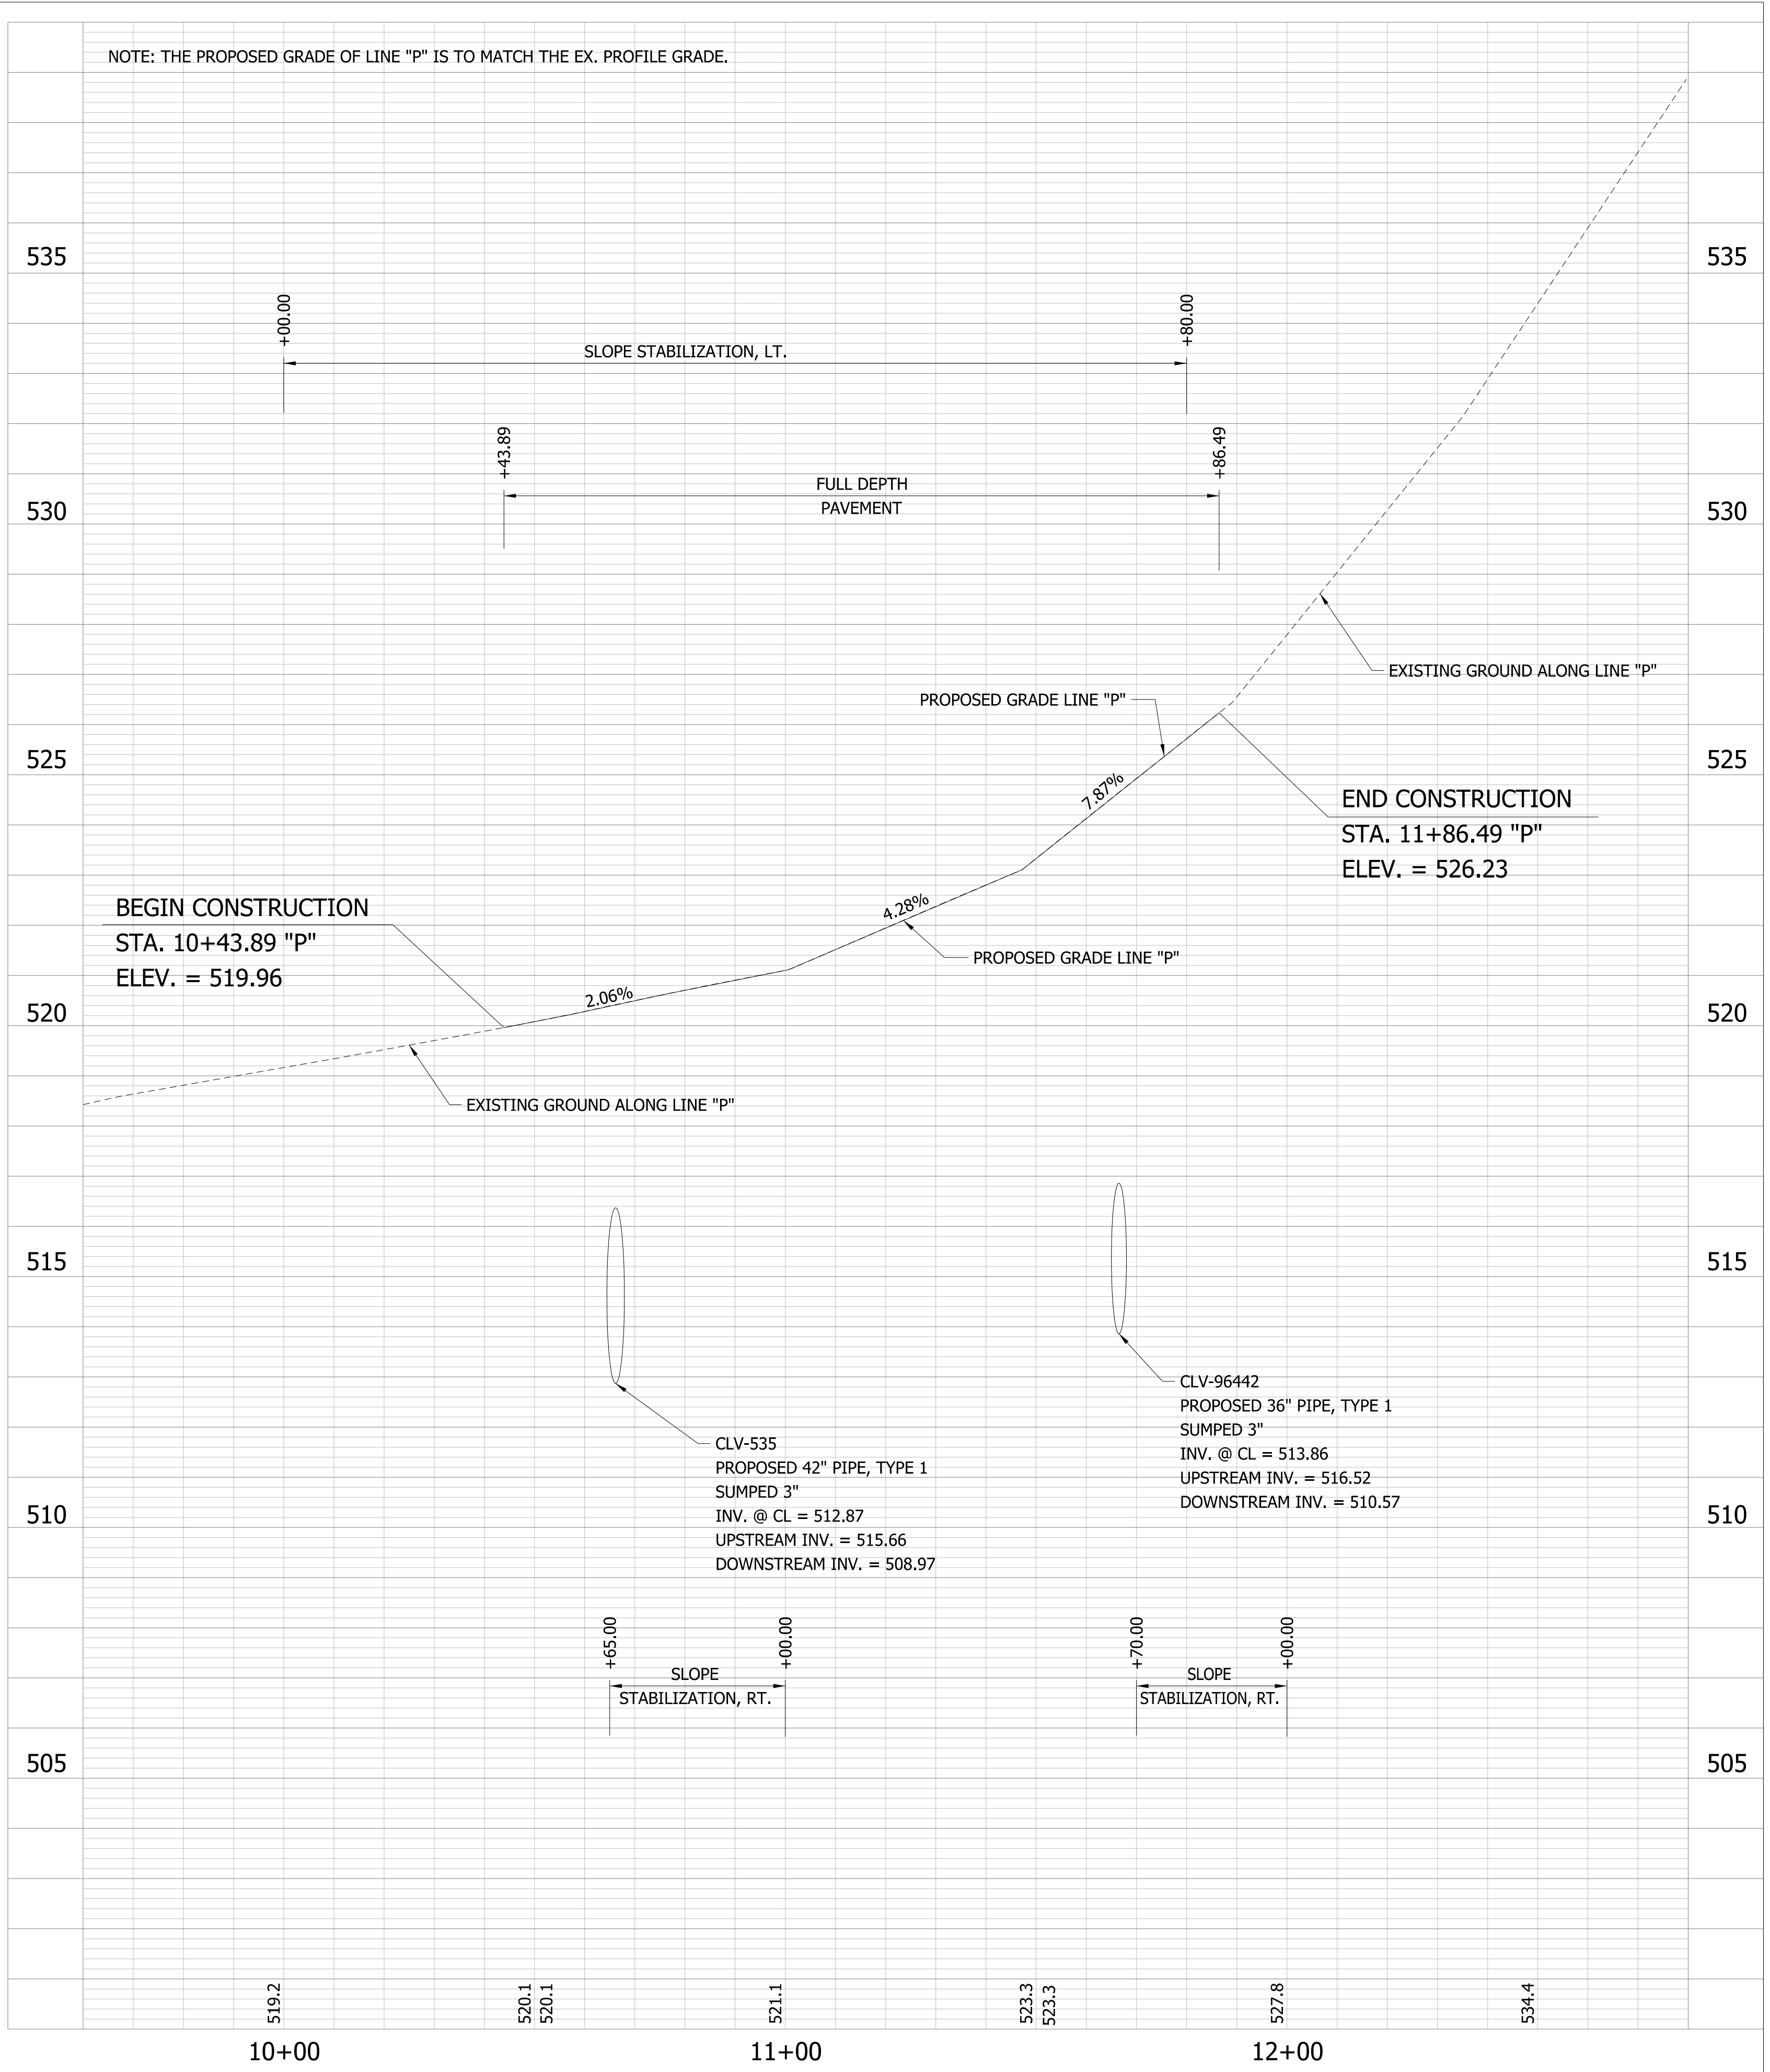 NOTE: THE PROPOSED GRADE OF LINE "P" IS TO MATCH THE EX. PROFILE GRADE.
535
535
+00.00
+80.00
SLOPE STABILIZATION, LT.
+43.89
+86.49
FULL DEPTH
PAVEMENT
530
530
EXISTING GROUND ALONG LINE "P"
PROPOSED GRADE LINE "P"
525
525
7.87%
END CONSTRUCTION
STA. 11+86.49 "P"
ELEV. = 526.23
BEGIN CONSTRUCTION
STA. 10+43.89 "P"
ELEV. = 519.96
4.28%
PROPOSED GRADE LINE "P"
2.06%
520
520
EXISTING GROUND ALONG LINE "P"
515
515
CLV-96442
PROPOSED 36" PIPE, TYPE 1
SUMPED 3"
INV. @ CL = 513.86
UPSTREAM INV. = 516.52
DOWNSTREAM INV. = 510.57
CLV-535
PROPOSED 42" PIPE, TYPE 1
SUMPED 3"
INV. @ CL = 512.87
UPSTREAM INV. = 515.66
DOWNSTREAM INV. = 508.97
510
510
+65.00
+00.00
SLOPE
STABILIZATION, RT.
+70.00
+00.00
SLOPE
STABILIZATION, RT.
505
505
519.2
520.1
520.1
521.1
523.3
523.3
527.8
534.4
10+00
11+00
12+00